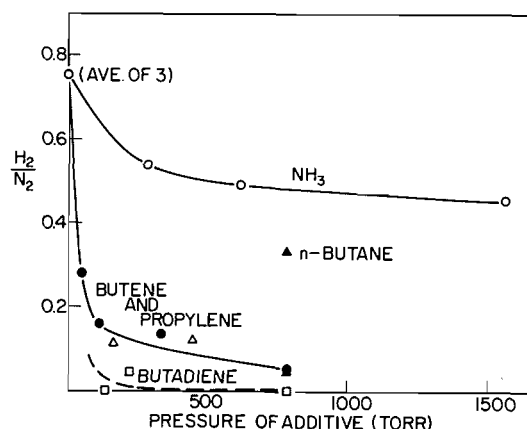 0.8
(AVE. OF 3)
0.6
H2
N2
0.4
NH3
n-BUTANE
0.2
BUTENE
AND
PROPYLENE
BUTADIENE
500
1000
1500
PRESSURE OF ADDITIVE (TORR)